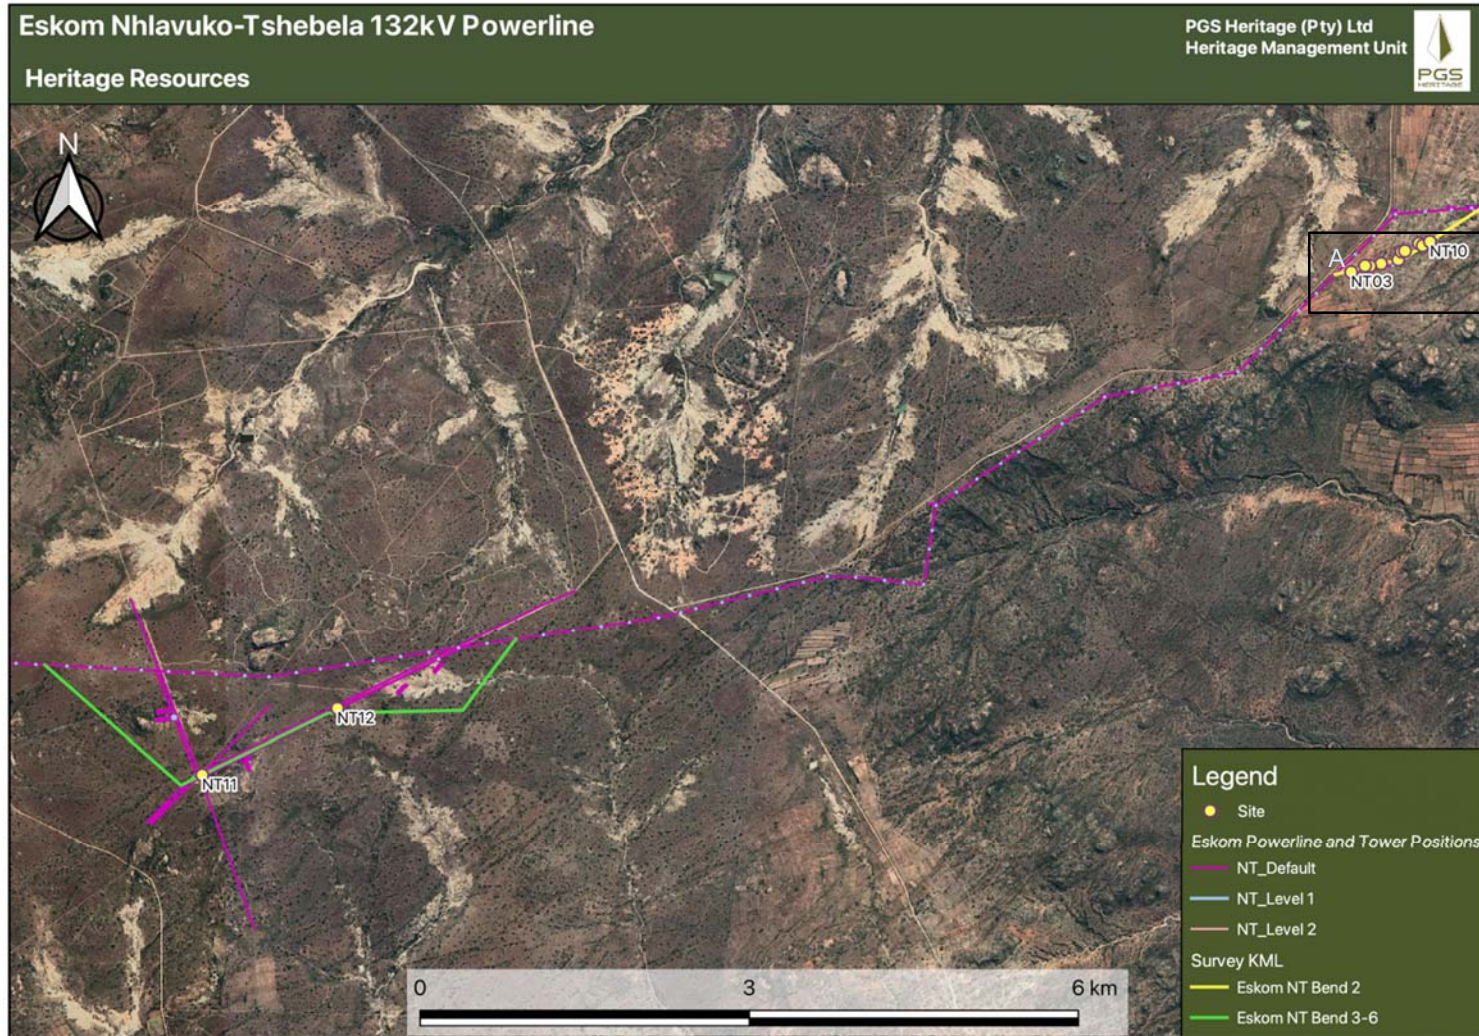 Eskom Nhlavuko-Tshebela 132kV Powerline
Heritage Resources
PGS Heritage (Pty) Ltd
Heritage Management Unit
PGS
HERITAGE
N
A
NT10
NT03
NT12
NT11
Legend
Site
Eskom Powerline and Tower Positions
NT_Default
NT_Level 1
NT_Level 2
Survey KML
Eskom NT Bend 2
Eskom NT Bend 3-6
0 3 6 km